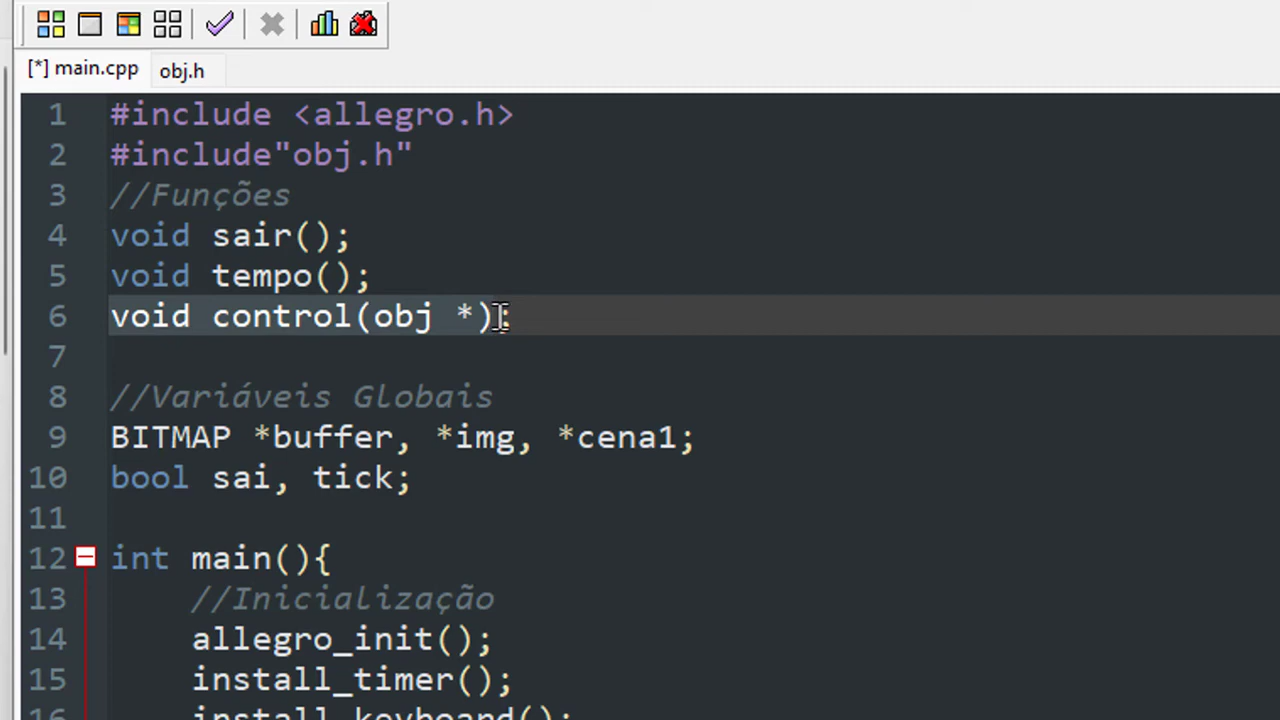 [*] main.cpp obj.h
1 #include <allegro.h>
2 #include"obj.h"
3 //Funções
4 void sair();
5 void tempo();
6 void control(obj *);
7
8 //Variáveis Globais
9 BITMAP *buffer, *img, *cena1;
10 bool sai, tick;
11
12 int main(){
13 //Inicialização
14 allegro_init();
15 install_timer();
16 install_keyboard();